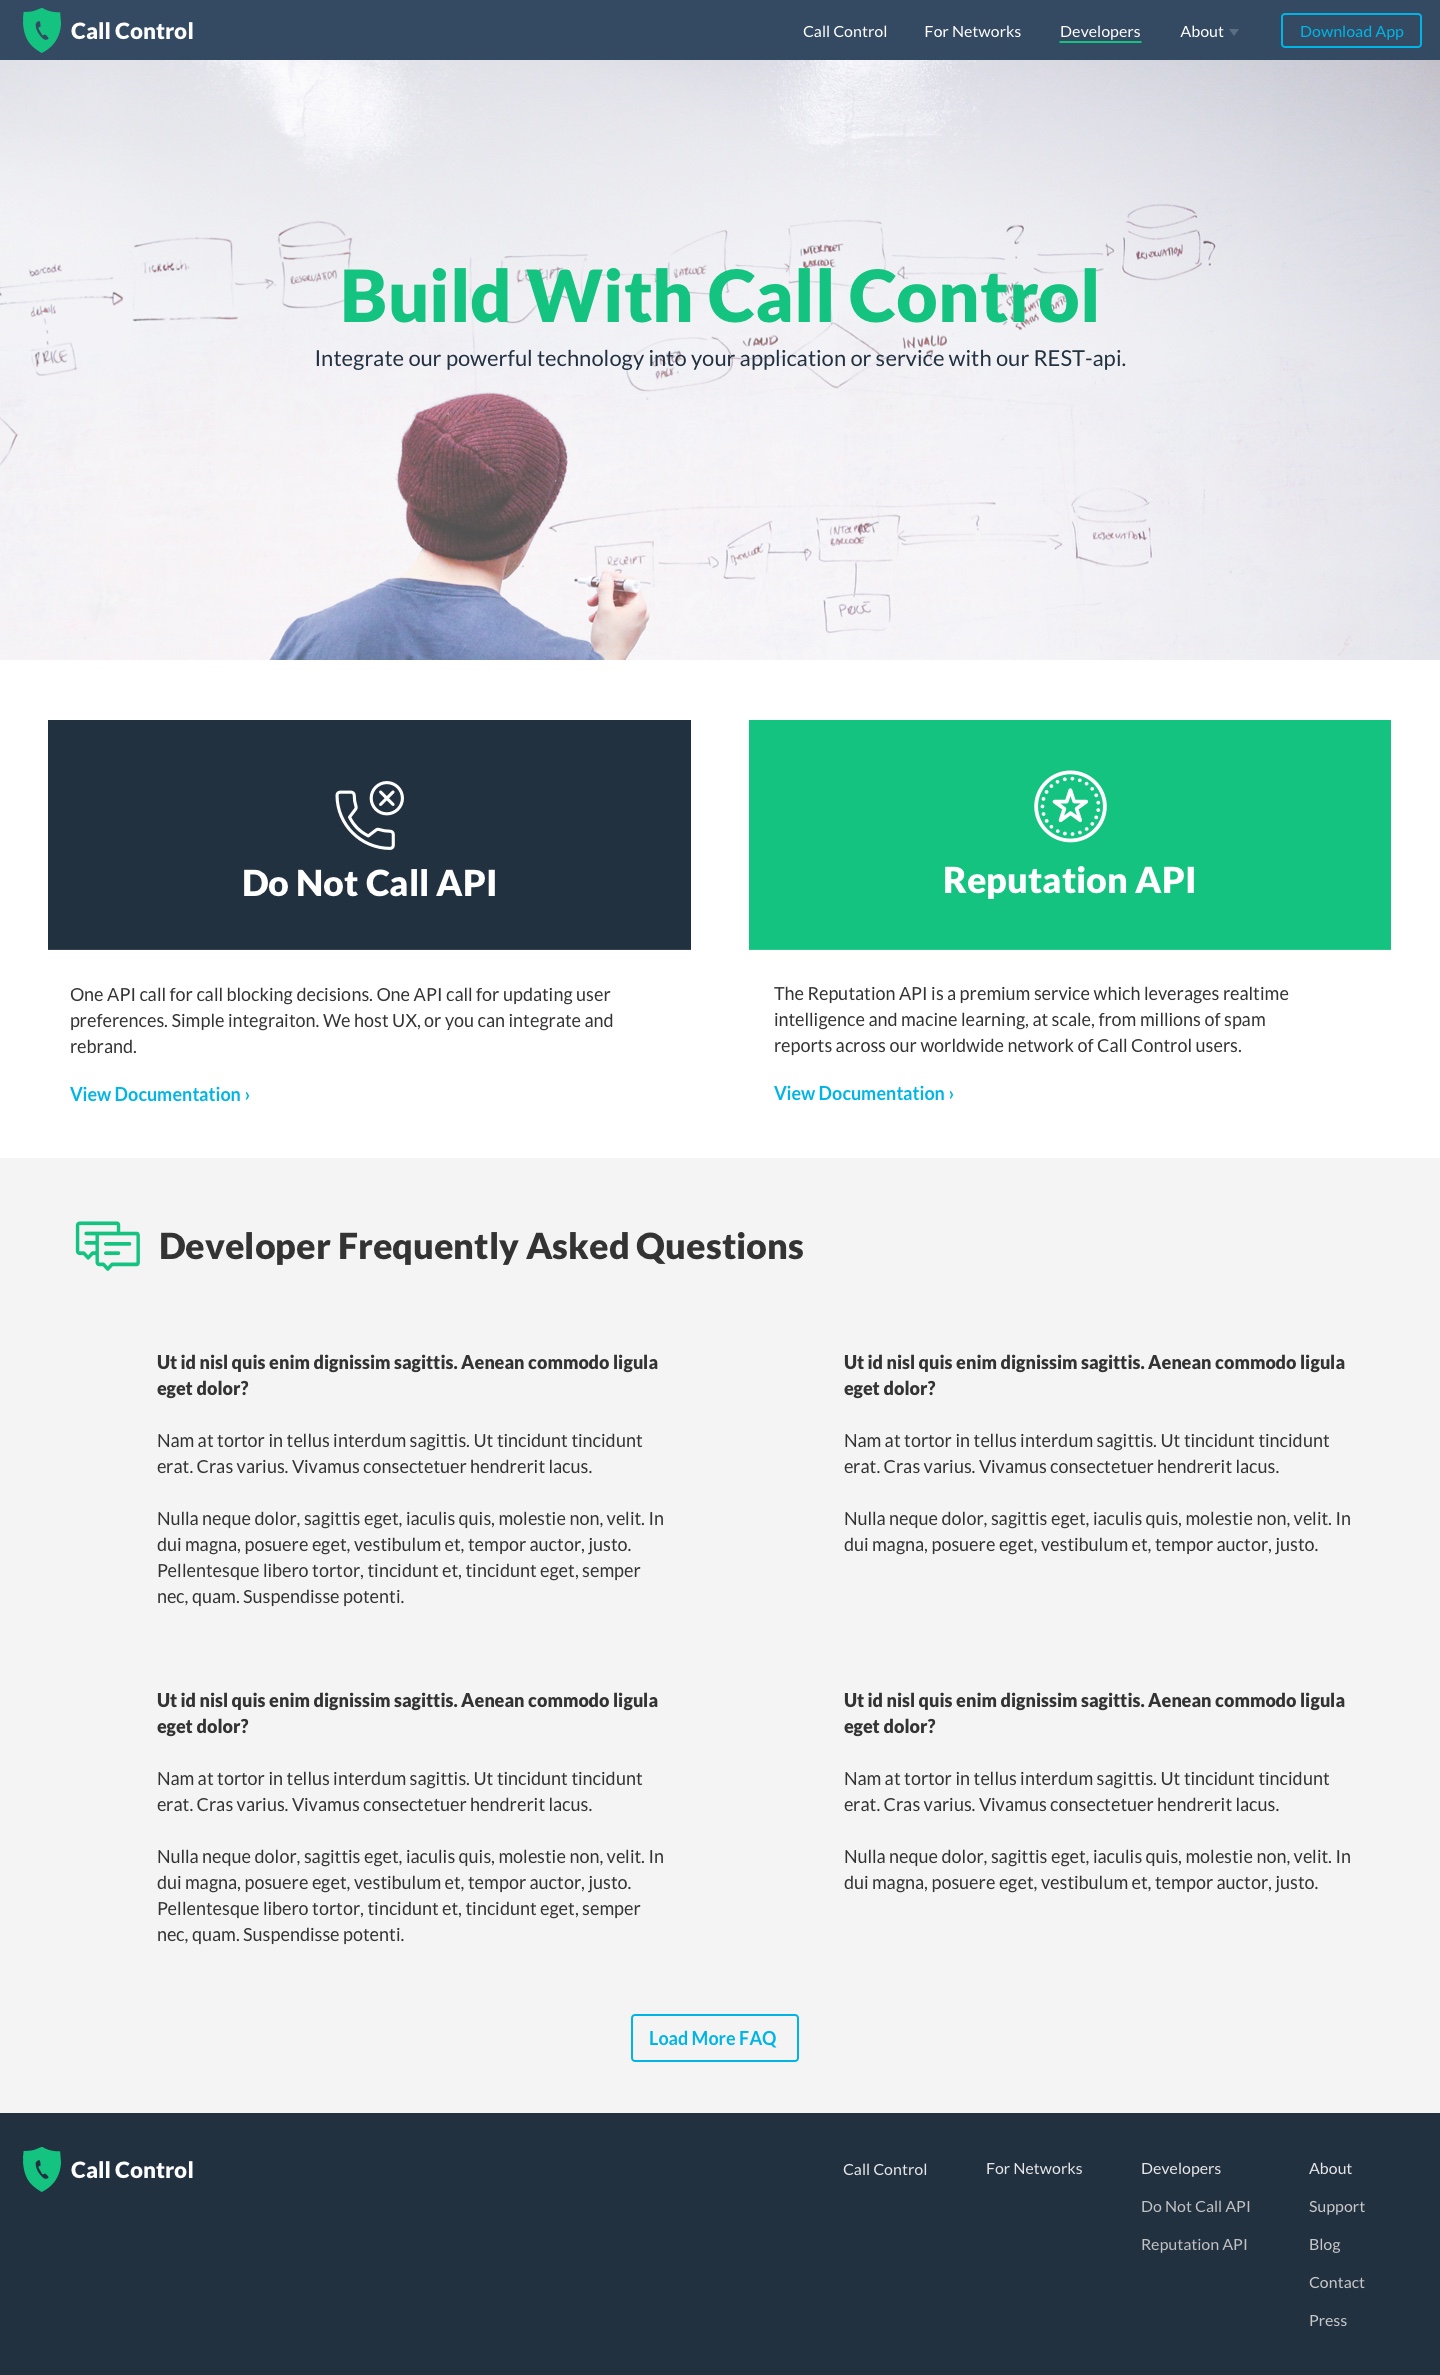 Call Control
Call Control For Networks Developers About Download App
barcode
details
PRICE
RESERVATION
RECEIPT
BARCODE
INTERPRET
BARCODE
?
RESERVATION
?
Build With Call Control
VALID
INVALID
Integrate our powerful technology into your application or service with our REST-api.
RECEIPT
INTERPRET
BARCODE
?
RESERVATION
PRICE
Do Not Call API
Reputation API
One API call for call blocking decisions. One API call for updating user
preferences. Simple integraiton. We host UX, or you can integrate and
rebrand.
View Documentation ›
The Reputation API is a premium service which leverages realtime
intelligence and macine learning, at scale, from millions of spam
reports across our worldwide network of Call Control users.
View Documentation ›
Developer Frequently Asked Questions
Ut id nisl quis enim dignissim sagittis. Aenean commodo ligula
eget dolor?
Nam at tortor in tellus interdum sagittis. Ut tincidunt tincidunt
erat. Cras varius. Vivamus consectetuer hendrerit lacus.
Nulla neque dolor, sagittis eget, iaculis quis, molestie non, velit. In
dui magna, posuere eget, vestibulum et, tempor auctor, justo.
Pellentesque libero tortor, tincidunt et, tincidunt eget, semper
nec, quam. Suspendisse potenti.
Ut id nisl quis enim dignissim sagittis. Aenean commodo ligula
eget dolor?
Nam at tortor in tellus interdum sagittis. Ut tincidunt tincidunt
erat. Cras varius. Vivamus consectetuer hendrerit lacus.
Nulla neque dolor, sagittis eget, iaculis quis, molestie non, velit. In
dui magna, posuere eget, vestibulum et, tempor auctor, justo.
Ut id nisl quis enim dignissim sagittis. Aenean commodo ligula
eget dolor?
Nam at tortor in tellus interdum sagittis. Ut tincidunt tincidunt
erat. Cras varius. Vivamus consectetuer hendrerit lacus.
Nulla neque dolor, sagittis eget, iaculis quis, molestie non, velit. In
dui magna, posuere eget, vestibulum et, tempor auctor, justo.
Pellentesque libero tortor, tincidunt et, tincidunt eget, semper
nec, quam. Suspendisse potenti.
Ut id nisl quis enim dignissim sagittis. Aenean commodo ligula
eget dolor?
Nam at tortor in tellus interdum sagittis. Ut tincidunt tincidunt
erat. Cras varius. Vivamus consectetuer hendrerit lacus.
Nulla neque dolor, sagittis eget, iaculis quis, molestie non, velit. In
dui magna, posuere eget, vestibulum et, tempor auctor, justo.
Load More FAQ
Call Control
Call Control
For Networks
Developers
Do Not Call API
Reputation API
About
Support
Blog
Contact
Press